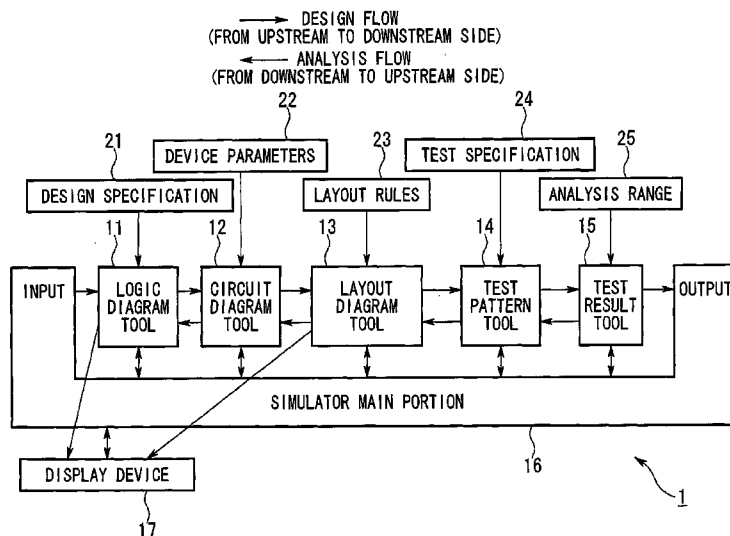 DESIGN FLOW
(FROM UPSTREAM TO DOWNSTREAM SIDE)
ANALYSIS FLOW
(FROM DOWNSTREAM TO UPSTREAM SIDE)
22
24
21
DEVICE PARAMETERS
23
TEST SPECIFICATION
25
DESIGN SPECIFICATION
LAYOUT RULES
ANALYSIS RANGE
11
12
13
14
15
INPUT
LOGIC
DIAGRAM
TOOL
CIRCUIT
DIAGRAM
TOOL
LAYOUT
DIAGRAM
TOOL
TEST
PATTERN
TOOL
TEST
RESULT
TOOL
OUTPUT
SIMULATOR MAIN PORTION
DISPLAY DEVICE
16
17
1